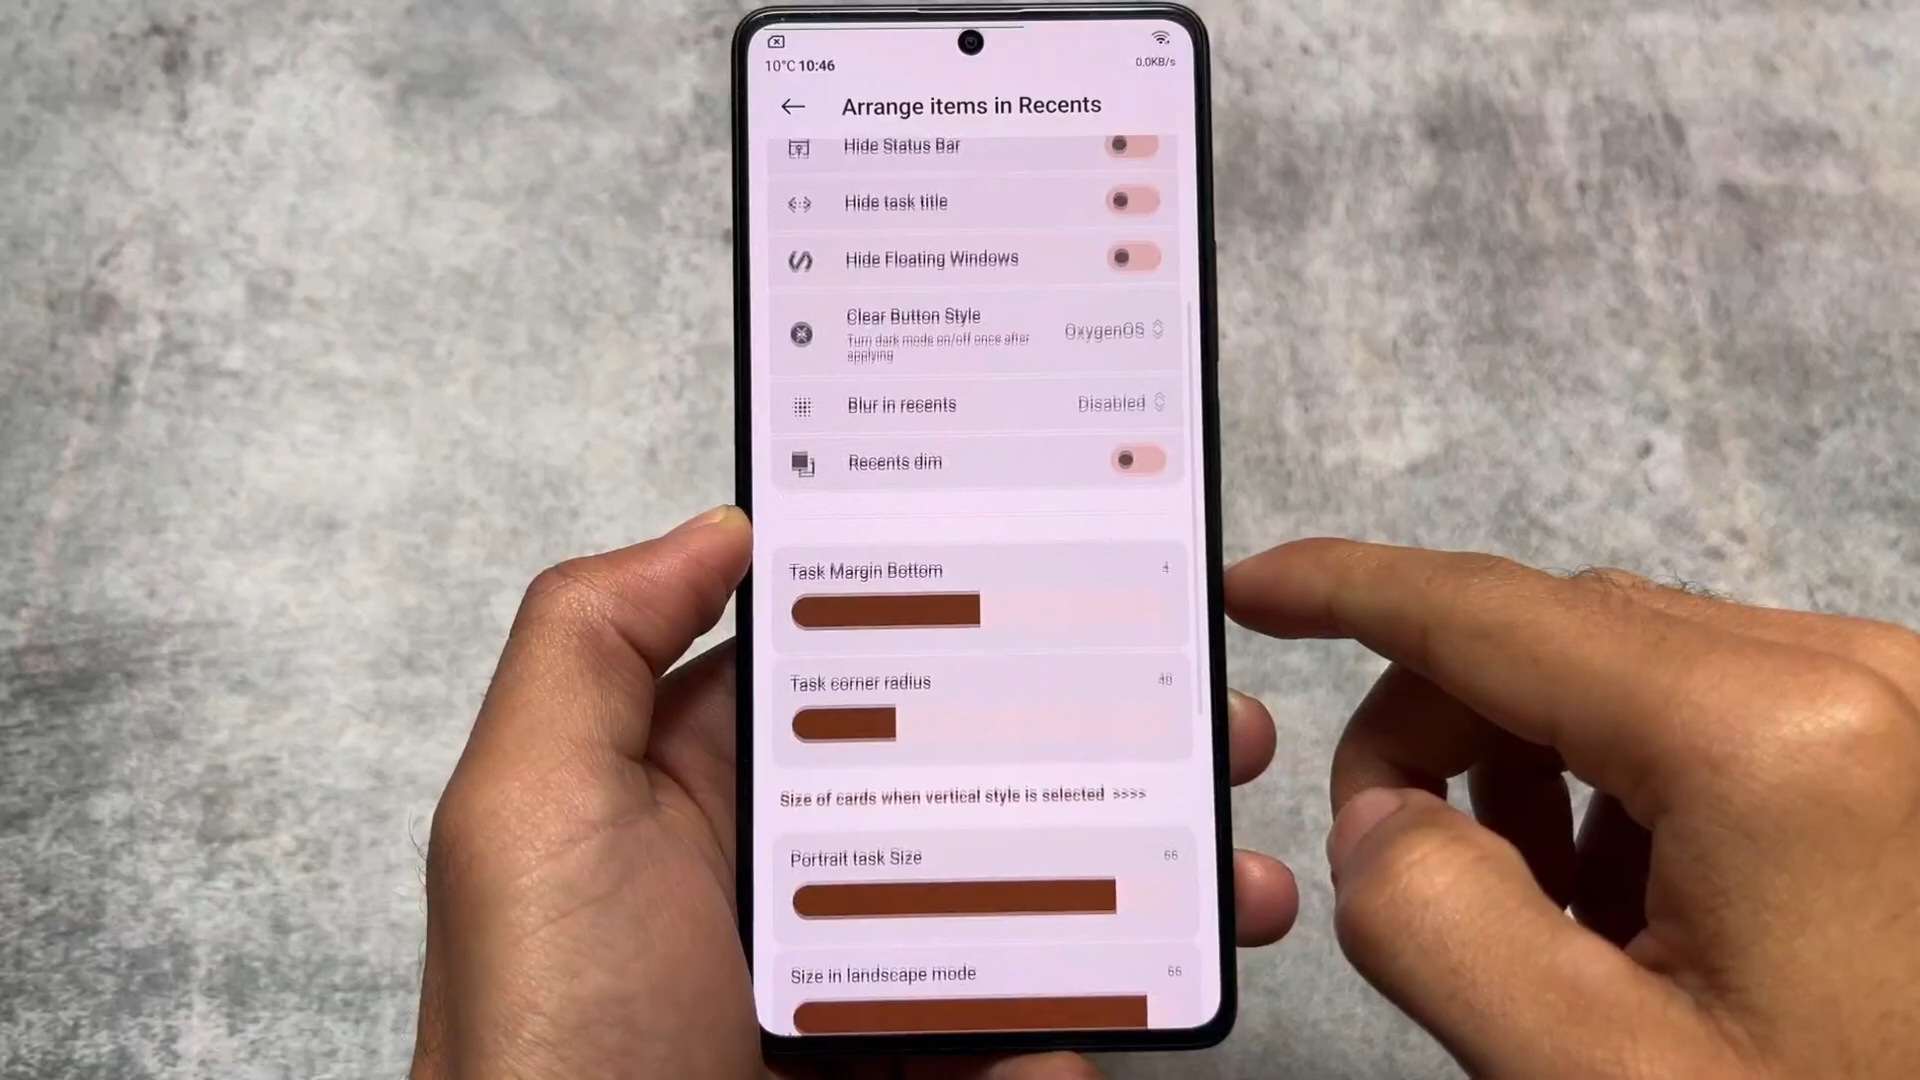 10°C 10:46
0.0KB/s
Arrange items in Recents
Hide Status Bar
Hide task title
Hide Floating Windows
Clear Button Style
Turn dark mode on/off once after
applying
OxygenOS
Blur in recents
Disabled
Recents dim
Task Margin Bottom
4
Task corner radius
40
Size of cards when vertical style is selected >>>>
Portrait task Size
66
Size in landscape mode
66